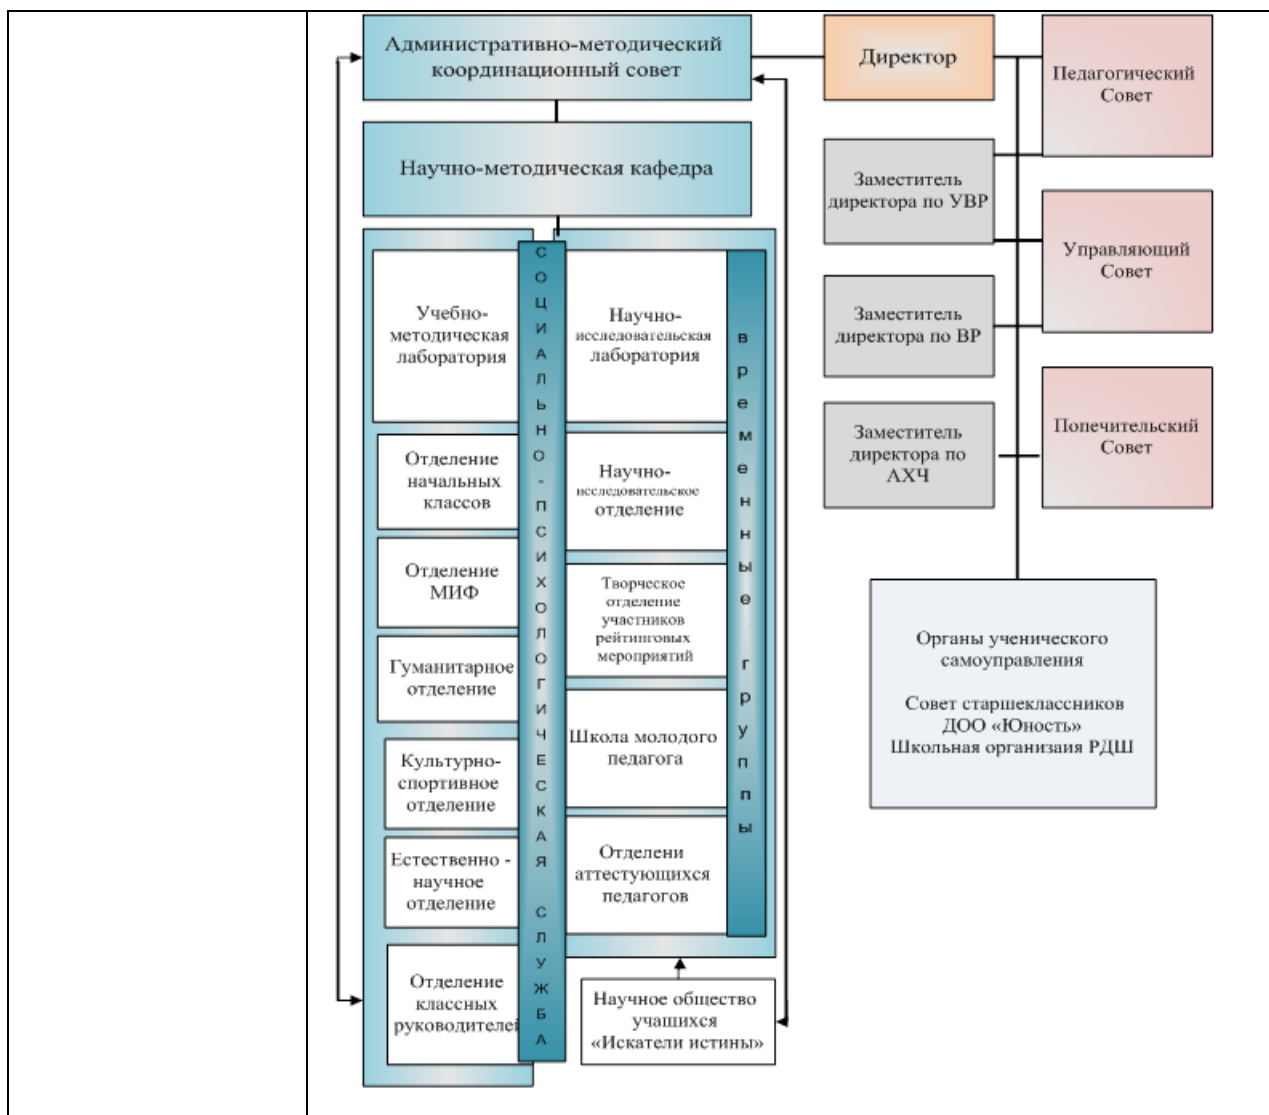 Административно-методический
координационный совет
Директор
Педагогический
Совет
Научно-методическая кафедра
Заместитель
директора по УВР
Управляющий
Совет
Заместитель
директора по ВР
Попечительский
Совет
Заместитель
директора по
АХЧ
Органы ученического
самоуправления
Совет старшеклассников
ДОО «Юность»
Школьная организаия РДШ
Учебно-
методическая
лаборатория
Отделение
начальных
классов
Отделение
МИФ
Гуманитарное
отделение
Культурно-
спортивное
отделение
Естественно -
научное
отделение
Отделение
классных
руководителей
СОЦИАЛЬНО-ПСИХОЛОГИЧЕСКАЯ СЛУЖБА
Научно-
исследовательская
лаборатория
Научно-
исследовательское
отделение
Творческое
отделение
участников
рейтинговых
мероприятий
Школа молодого
педагога
Отделени
аттестующихся
педагогов
временные группы
Научное общество
учашихся
«Искатели истины»